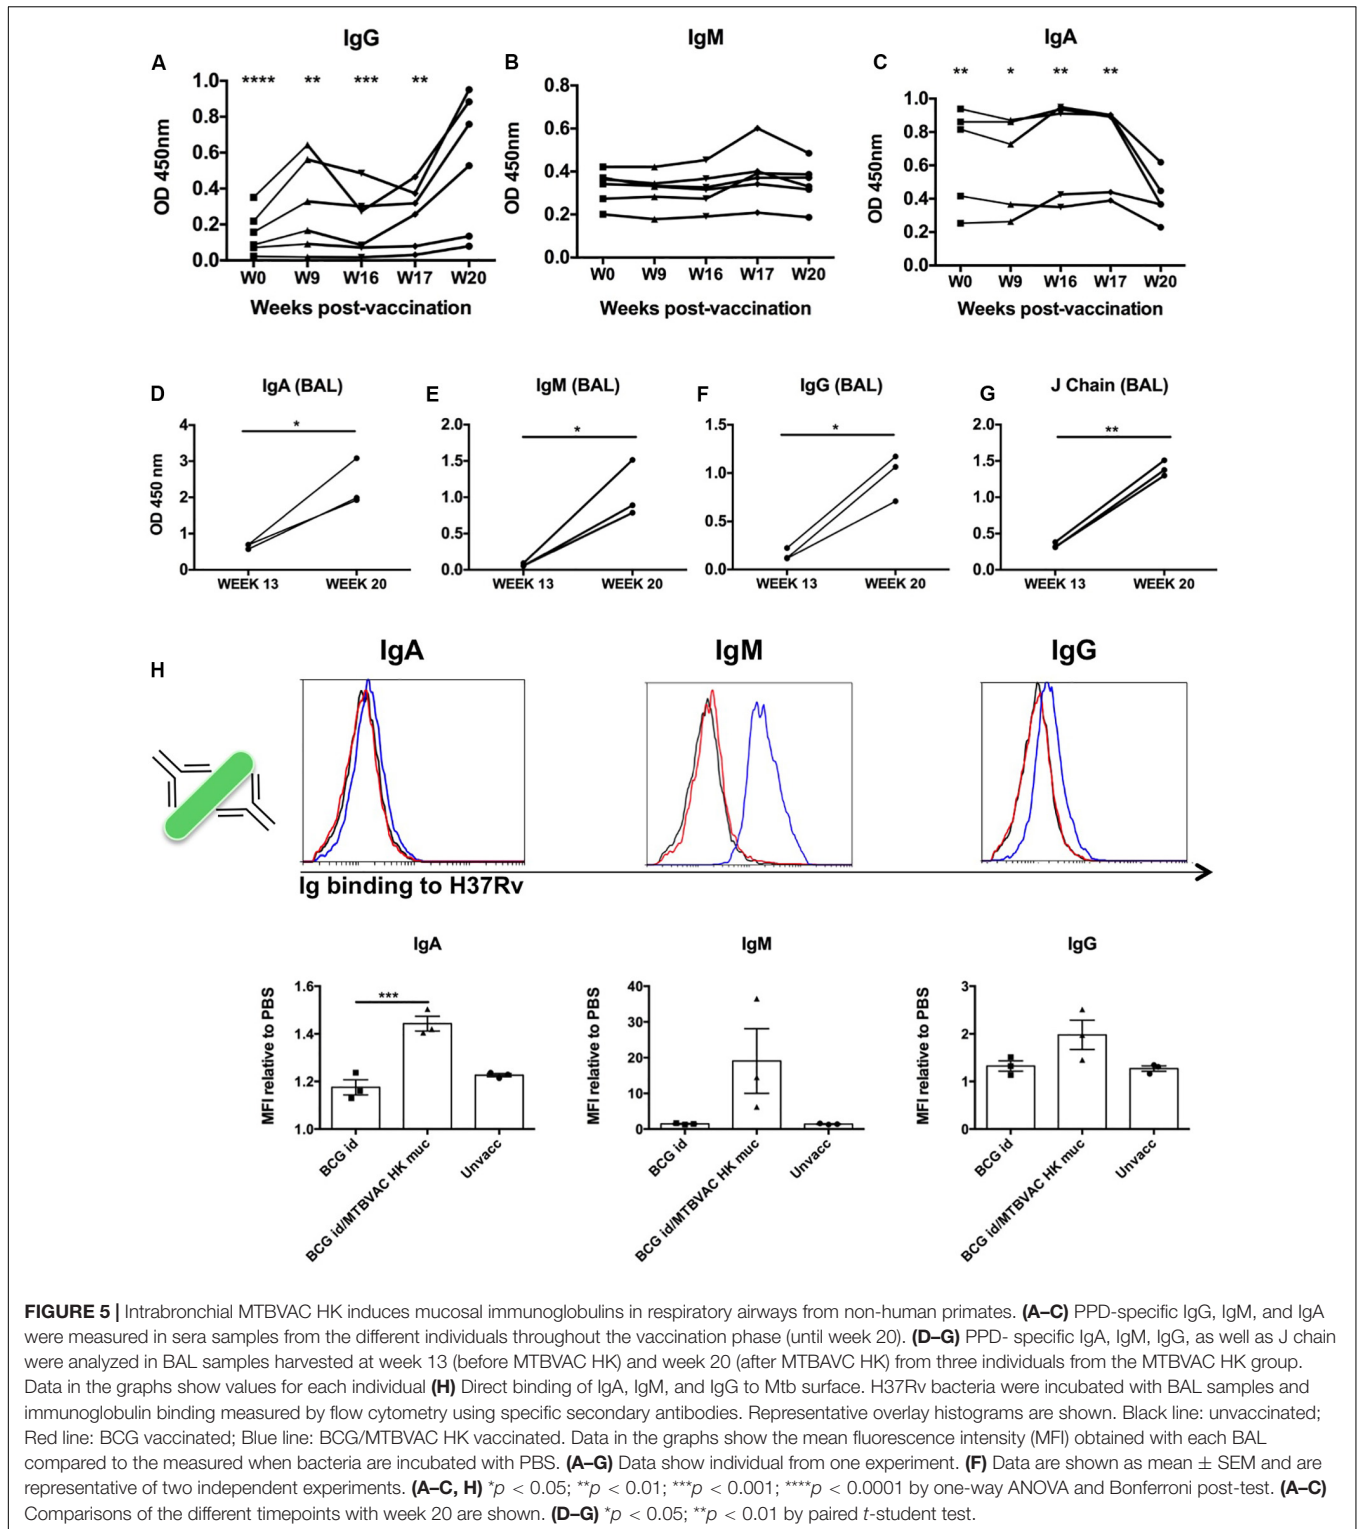 IgG
IgM
IgA
A
B
C
**** ** *** **
** * ** **
1.0
0.8
0.6
0.4
0.2
0.0
OD 450nm
W0 W9 W16 W17 W20
Weeks post-vaccination
0.8
0.6
0.4
0.2
0.0
OD 450nm
W0 W9 W16 W17 W20
Weeks post-vaccination
1.0
0.8
0.6
0.4
0.2
0.0
OD 450nm
W0 W9 W16 W17 W20
Weeks post-vaccination
D
IgA (BAL)
*
4
3
2
1
0
OD 450 nm
WEEK 13 WEEK 20
E
IgM (BAL)
*
2.0
1.5
1.0
0.5
0.0
WEEK 13 WEEK 20
F
IgG (BAL)
*
1.5
1.0
0.5
0.0
WEEK 13 WEEK 20
G
J Chain (BAL)
**
2.0
1.5
1.0
0.5
0.0
WEEK 13 WEEK 20
H
IgA
IgM
IgG
Ig binding to H37Rv
IgA
***
1.6
1.4
1.2
1.0
MFI relative to PBS
BCG id
BCG id/MTBVAC HK muc
Unvacc
IgM
40
30
20
10
0
MFI relative to PBS
BCG id
BCG id/MTBVAC HK muc
Unvacc
IgG
3
2
1
0
MFI relative to PBS
BCG id
BCG id/MTBVAC HK muc
Unvacc
FIGURE 5 | Intrabronchial MTBVAC HK induces mucosal immunoglobulins in respiratory airways from non-human primates. (A–C) PPD-specific IgG, IgM, and IgA
were measured in sera samples from the different individuals throughout the vaccination phase (until week 20). (D–G) PPD- specific IgA, IgM, IgG, as well as J chain
were analyzed in BAL samples harvested at week 13 (before MTBVAC HK) and week 20 (after MTBAVC HK) from three individuals from the MTBVAC HK group.
Data in the graphs show values for each individual (H) Direct binding of IgA, IgM, and IgG to Mtb surface. H37Rv bacteria were incubated with BAL samples and
immunoglobulin binding measured by flow cytometry using specific secondary antibodies. Representative overlay histograms are shown. Black line: unvaccinated;
Red line: BCG vaccinated; Blue line: BCG/MTBVAC HK vaccinated. Data in the graphs show the mean fluorescence intensity (MFI) obtained with each BAL
compared to the measured when bacteria are incubated with PBS. (A–G) Data show individual from one experiment. (F) Data are shown as mean ± SEM and are
representative of two independent experiments. (A–C, H) *p < 0.05; **p < 0.01; ***p < 0.001; ****p < 0.0001 by one-way ANOVA and Bonferroni post-test. (A–C)
Comparisons of the different timepoints with week 20 are shown. (D–G) *p < 0.05; **p < 0.01 by paired t-student test.